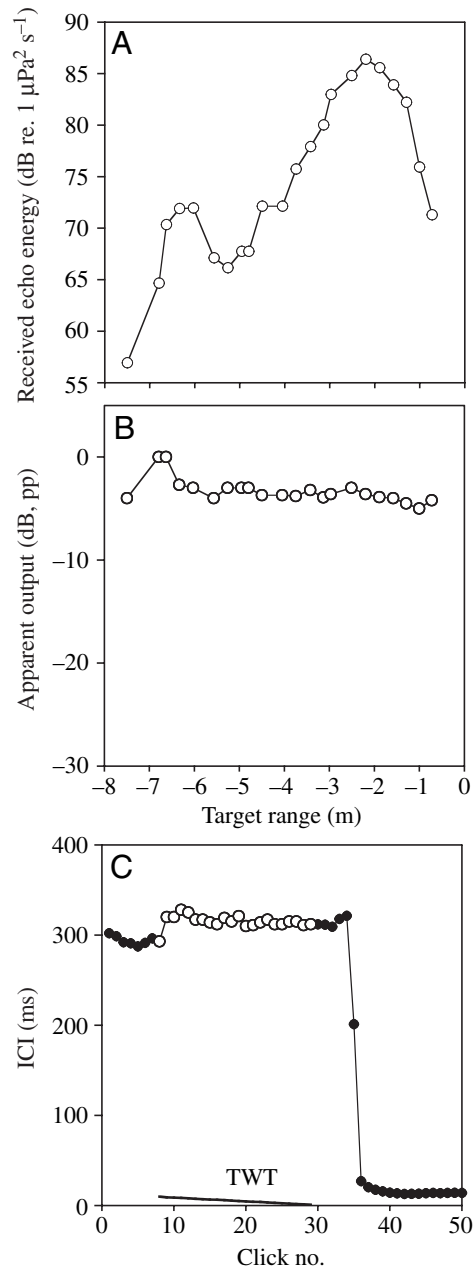 A
Received echo energy (dB re. 1 μPa² s⁻¹)
90
85
80
75
70
65
60
55
B
Apparent output (dB, pp)
0
–10
–20
–30
–8 –7 –6 –5 –4 –3 –2 –1 0
Target range (m)
C
ICI (ms)
400
300
200
100
0
TWT
0 10 20 30 40 50
Click no.